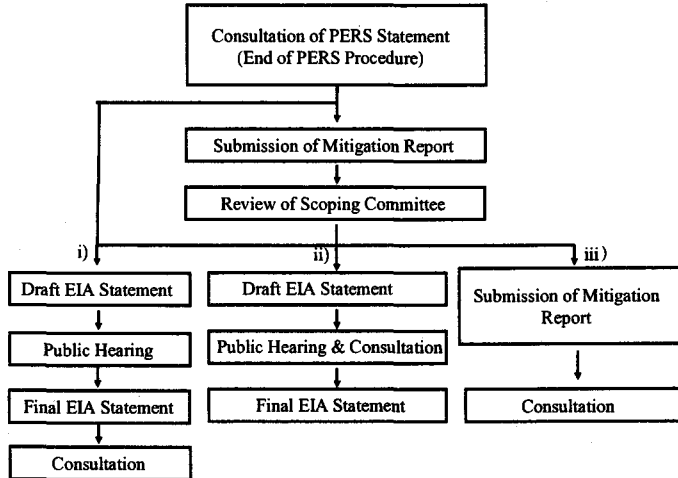 Consultation of PERS Statement
(End of PERS Procedure)
Submission of Mitigation Report
Review of Scoping Committee
i)
ii)
iii)
Draft EIA Statement
Public Hearing
Final EIA Statement
Consultation
Draft EIA Statement
Public Hearing & Consultation
Final EIA Statement
Submission of Mitigation
Report
Consultation